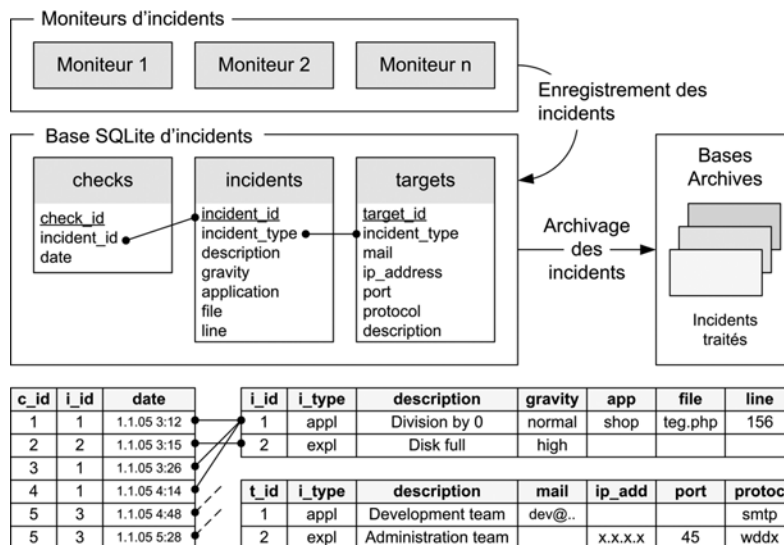 Moniteurs d'incidents
Moniteur 1 Moniteur 2 Moniteur n
Enregistrement des
incidents
Base SQLite d'incidents
checks
check_id
incident_id
date
incidents
incident_id
incident_type
description
gravity
application
file
line
targets
target_id
incident_type
mail
ip_address
port
protocol
description
Archivage
des
incidents
Bases
Archives
Incidents
traités
c_id i_id date
1 1 1.1.05 3:12
2 2 1.1.05 3:15
3 1 1.1.05 3:26
4 1 1.1.05 4:14
5 3 1.1.05 4:48
5 3 1.1.05 5:28
i_id i_type description gravity app file line
1 appl Division by 0 normal shop teg.php 156
2 expl Disk full high
t_id i_type description mail ip_add port protoc
1 appl Development team dev@.. smtp
2 expl Administration team x.x.x.x 45 wddx